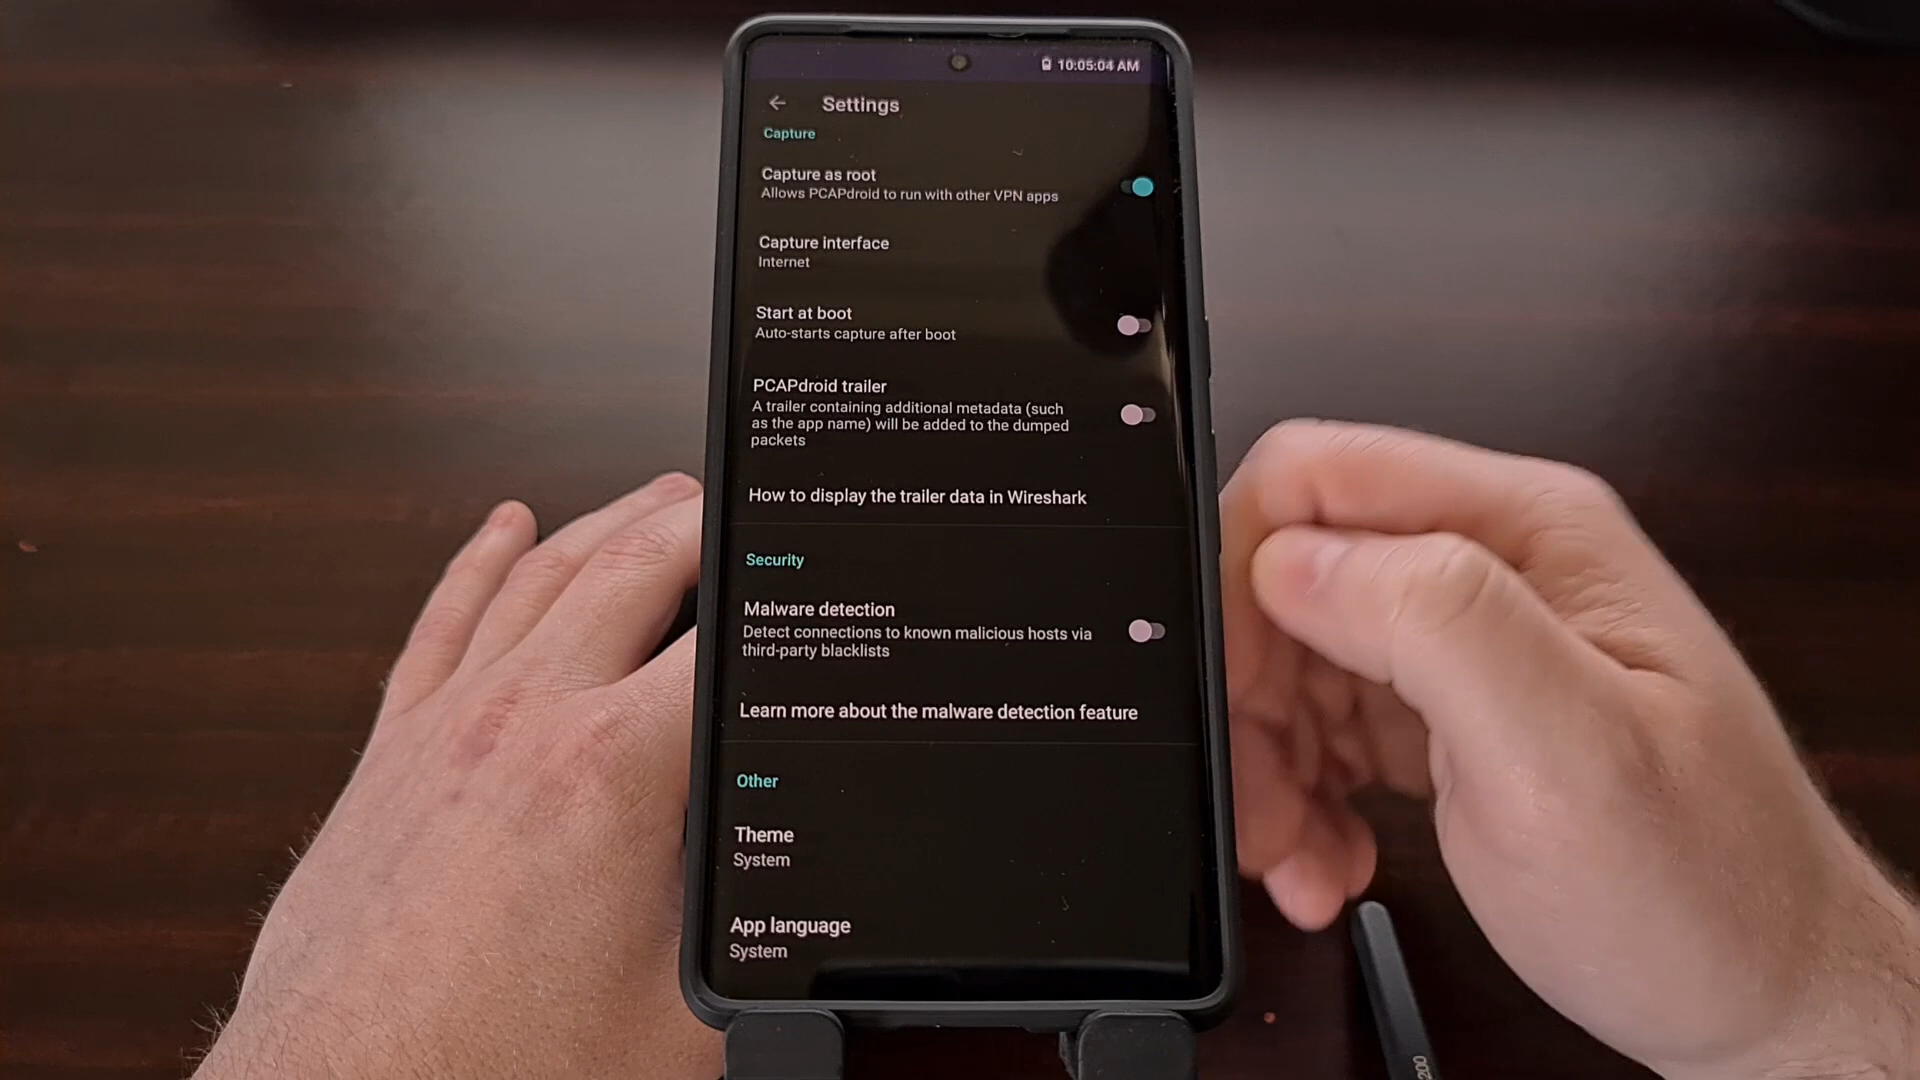 10:05:04 AM
Settings
Capture
Capture as root
Allows PCAPdroid to run with other VPN apps
Capture interface
Internet
Start at boot
Auto-starts capture after boot
PCAPdroid trailer
A trailer containing additional metadata (such
as the app name) will be added to the dumped
packets
How to display the trailer data in Wireshark
Security
Malware detection
Detect connections to known malicious hosts via
third-party blacklists
Learn more about the malware detection feature
Other
Theme
System
App language
System
200